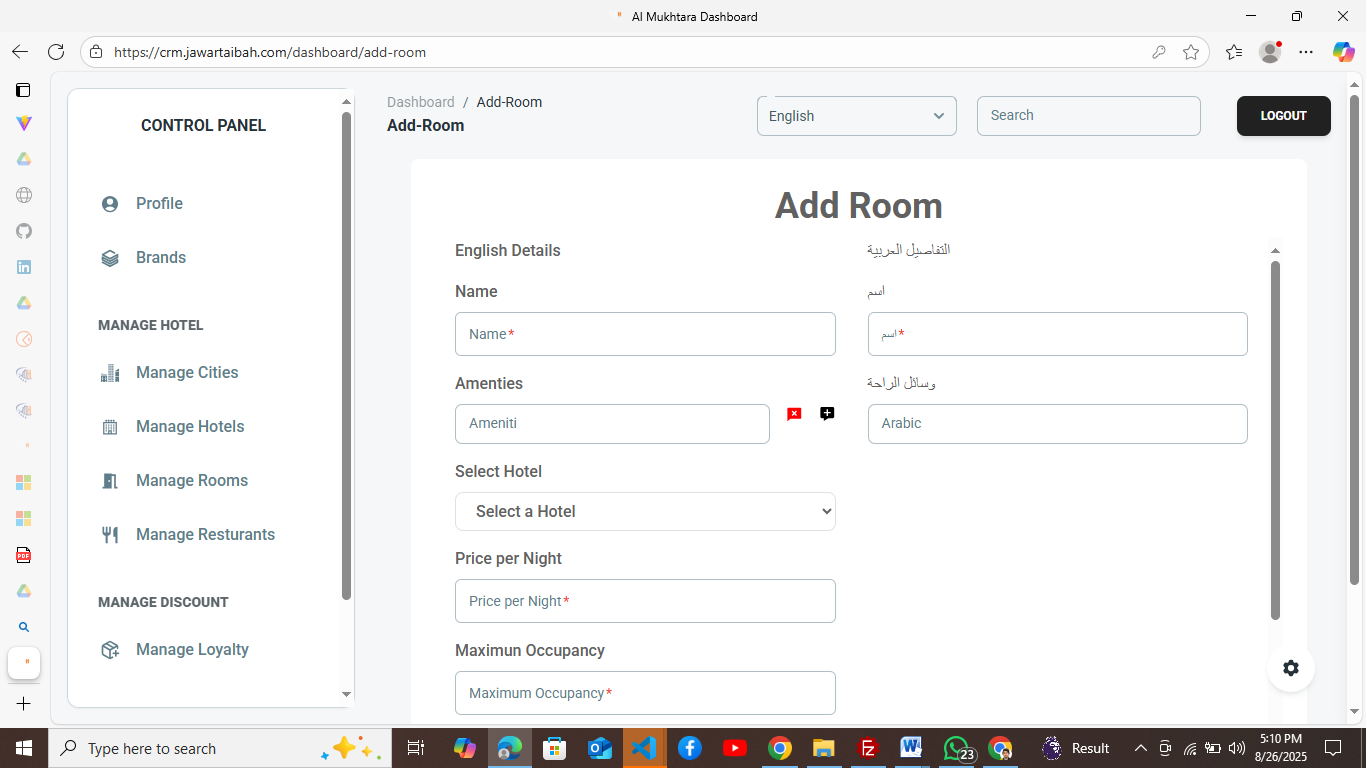 Al Mukhtara Dashboard
https://crm.jawartaibah.com/dashboard/add-room
CONTROL PANEL
Profile
Brands
MANAGE HOTEL
Manage Cities
Manage Hotels
Manage Rooms
Manage Resturants
MANAGE DISCOUNT
Manage Loyalty
Dashboard / Add-Room
Add-Room
English
Search
LOGOUT
Add Room
English Details
التفاصيل العربية
Name
اسم
Name*
اسم*
Amenties
وسائل الراحة
Ameniti
Arabic
Select Hotel
Select a Hotel
Price per Night
Price per Night*
Maximun Occupancy
Maximum Occupancy*
PDF
Type here to search
23
Result
5:10 PM
8/26/2025